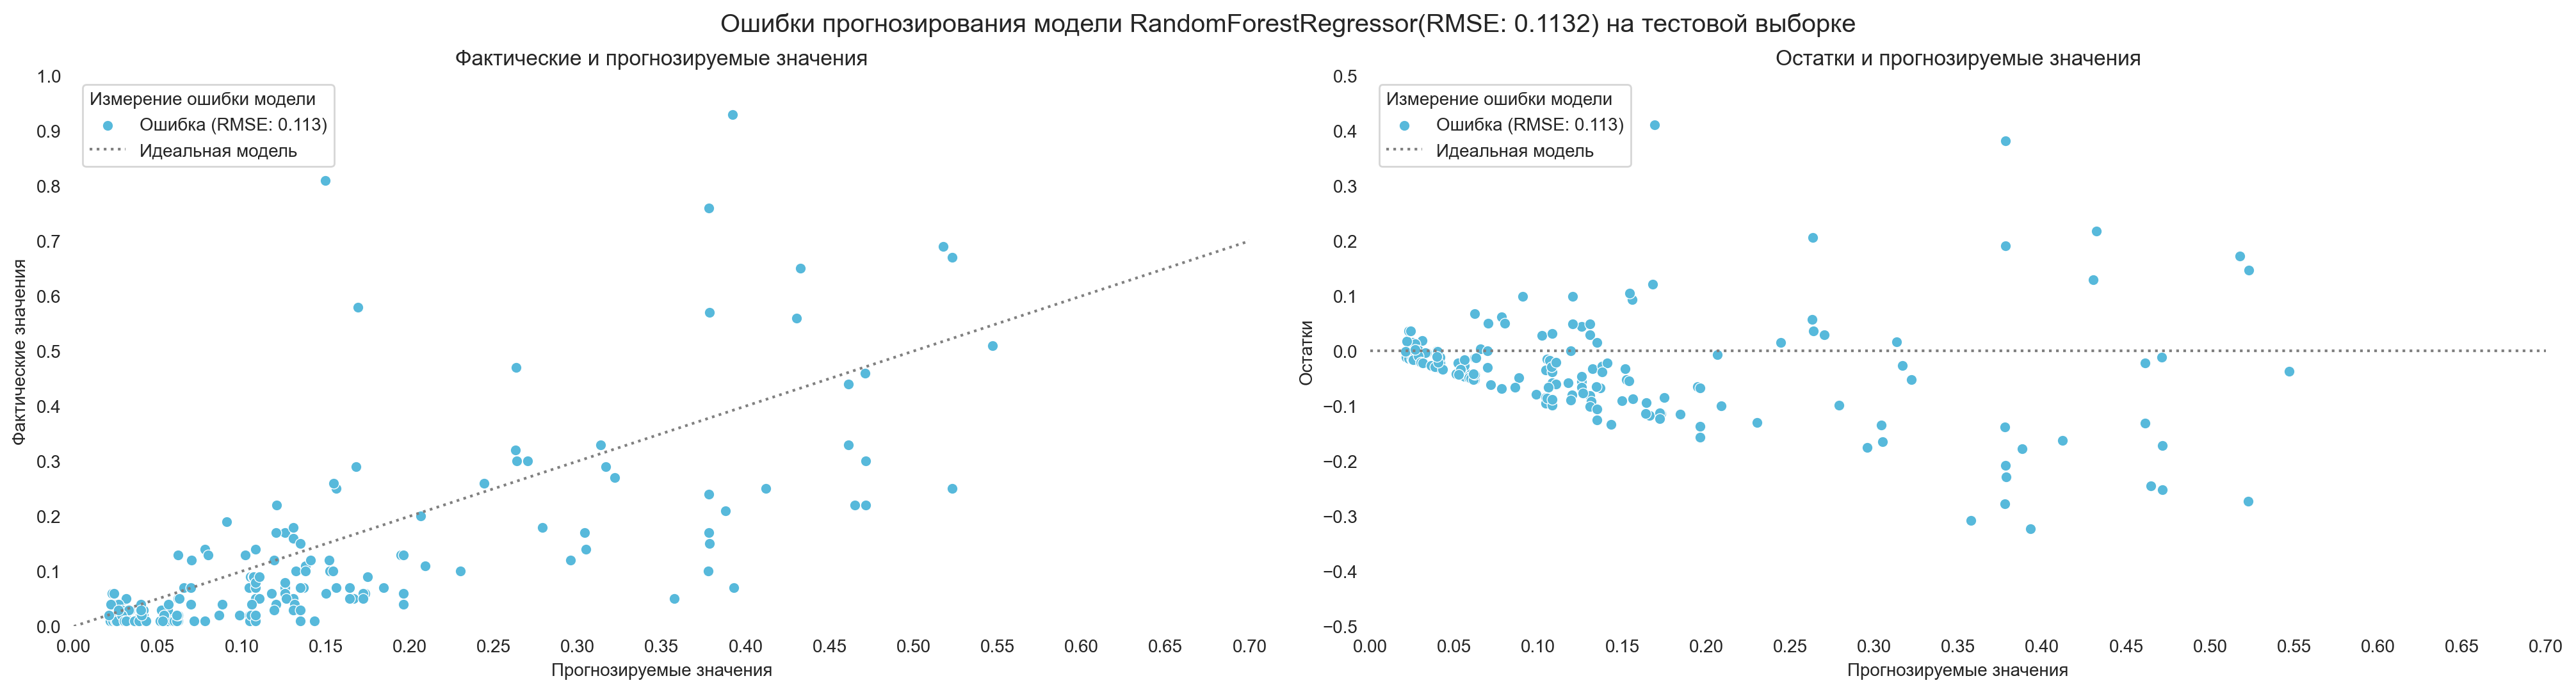 Ошибки прогнозирования модели RandomForestRegressor(RMSE: 0.1132) на тестовой выборке
Фактические и прогнозируемые значения
1.0
0.9
0.8
0.7
0.6
0.5
0.4
0.3
0.2
0.1
0.0
Фактические значения
Измерение ошибки модели
Ошибка (RMSE: 0.113)
Идеальная модель
0.00 0.05 0.10 0.15 0.20 0.25 0.30 0.35 0.40 0.45 0.50 0.55 0.60 0.65 0.70
Прогнозируемые значения
Остатки и прогнозируемые значения
0.5
0.4
0.3
0.2
0.1
0.0
−0.1
−0.2
−0.3
−0.4
−0.5
Остатки
Измерение ошибки модели
Ошибка (RMSE: 0.113)
Идеальная модель
0.00 0.05 0.10 0.15 0.20 0.25 0.30 0.35 0.40 0.45 0.50 0.55 0.60 0.65 0.70
Прогнозируемые значения